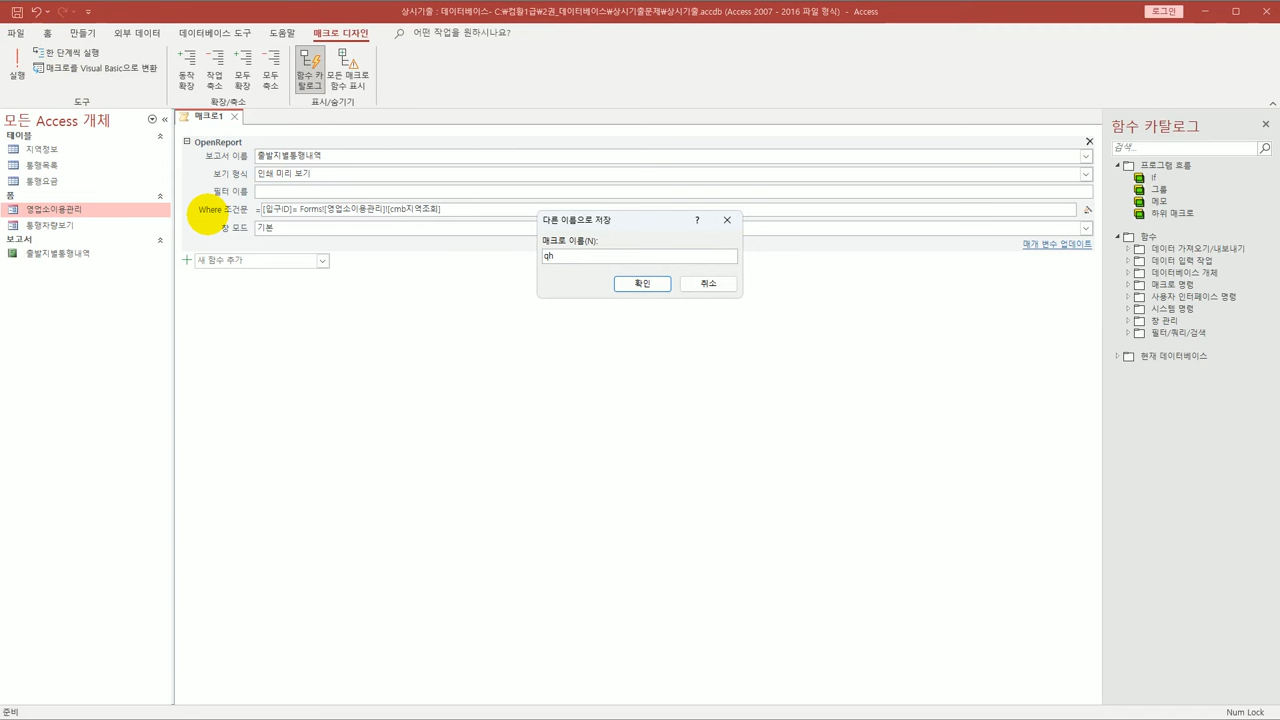 상시기출 : 데이터베이스- C:₩컴활1급₩2권_데이터베이스₩상시기출문제₩상시기출.accdb (Access 2007 - 2016 파일 형식) - Access
로그인
파일 홈 만들기 외부 데이터 데이터베이스 도구 도움말 매크로 디자인 어떤 작업을 원하시나요?
실행
한 단계씩 실행
매크로를 Visual Basic으로 변환
도구
동작 확장
작업 축소
모두 확장
모두 축소
확장/축소
함수 카탈로그
모든 매크로 함수 표시
표시/숨기기
모든 Access 개체
테이블
지역정보
통행목록
통행요금
폼
영업소이용관리
통행차량보기
보고서
출발지별통행내역
매크로1
OpenReport
보고서 이름 출발지별통행내역
보기 형식 인쇄 미리 보기
필터 이름
Where 조건문 =[입구ID]= Forms![영업소이용관리]![cmb지역조회]
창 모드 기본
매개 변수 업데이트
새 함수 추가
다른 이름으로 저장
매크로 이름(N):
qh
확인 취소
함수 카탈로그
검색...
프로그램 흐름
If
그룹
메모
하위 매크로
함수
데이터 가져오기/내보내기
데이터 입력 작업
데이터베이스 개체
매크로 명령
사용자 인터페이스 명령
시스템 명령
창 관리
필터/쿼리/검색
현재 데이터베이스
준비
Num Lock